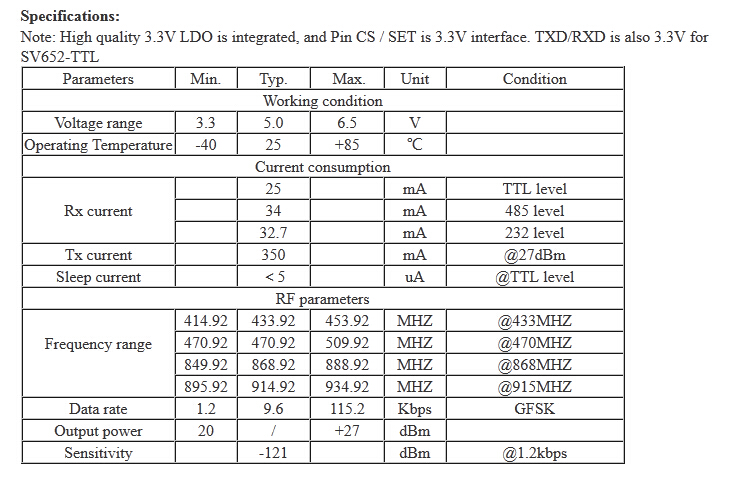 Specifications:
Note: High quality 3.3V LDO is integrated, and Pin CS / SET is 3.3V interface. TXD/RXD is also 3.3V for
SV652-TTL
Parameters Min. Typ. Max. Unit Condition
Working condition
Voltage range 3.3 5.0 6.5 V
Operating Temperature -40 25 +85 ℃
Current consumption
25 mA TTL level
Rx current 34 mA 485 level
32.7 mA 232 level
Tx current 350 mA @27dBm
Sleep current < 5 uA @TTL level
RF parameters
414.92 433.92 453.92 MHZ @433MHZ
Frequency range 470.92 470.92 509.92 MHZ @470MHZ
849.92 868.92 888.92 MHZ @868MHZ
895.92 914.92 934.92 MHZ @915MHZ
Data rate 1.2 9.6 115.2 Kbps GFSK
Output power 20 / +27 dBm
Sensitivity -121 dBm @1.2kbps